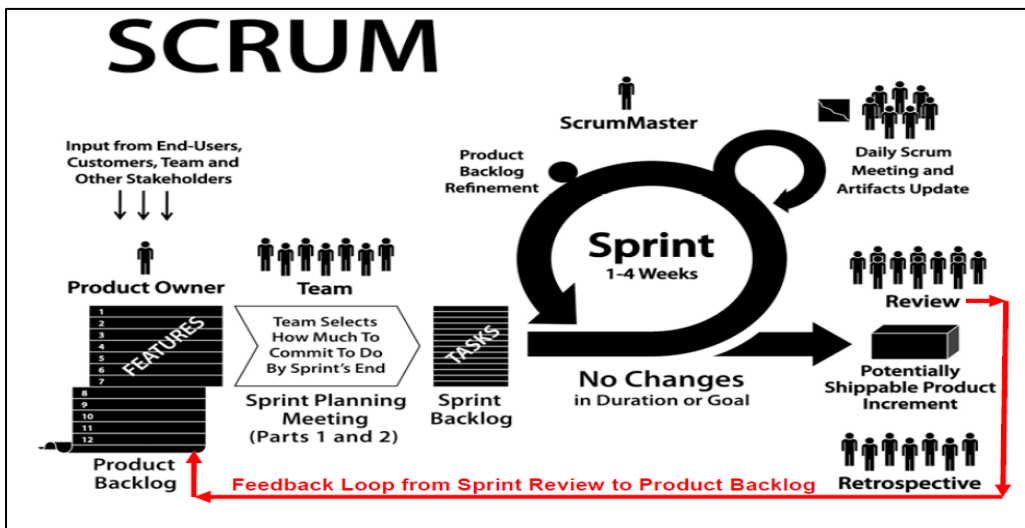 SCRUM
Input from End-Users,
Customers, Team and
Other Stakeholders
Product Owner
Team
1
2
3
4
5
6
7
8
9
10
11
12
FEATURES
Product
Backlog
Team Selects
How Much To
Commit To Do
By Sprint's End
Sprint Planning
Meeting
(Parts 1 and 2)
TASKS
Sprint
Backlog
ScrumMaster
Product
Backlog
Refinement
Sprint
1-4 Weeks
No Changes
in Duration or Goal
Daily Scrum
Meeting and
Artifacts Update
Review
Potentially
Shippable Product
Increment
Retrospective
Feedback Loop from Sprint Review to Product Backlog